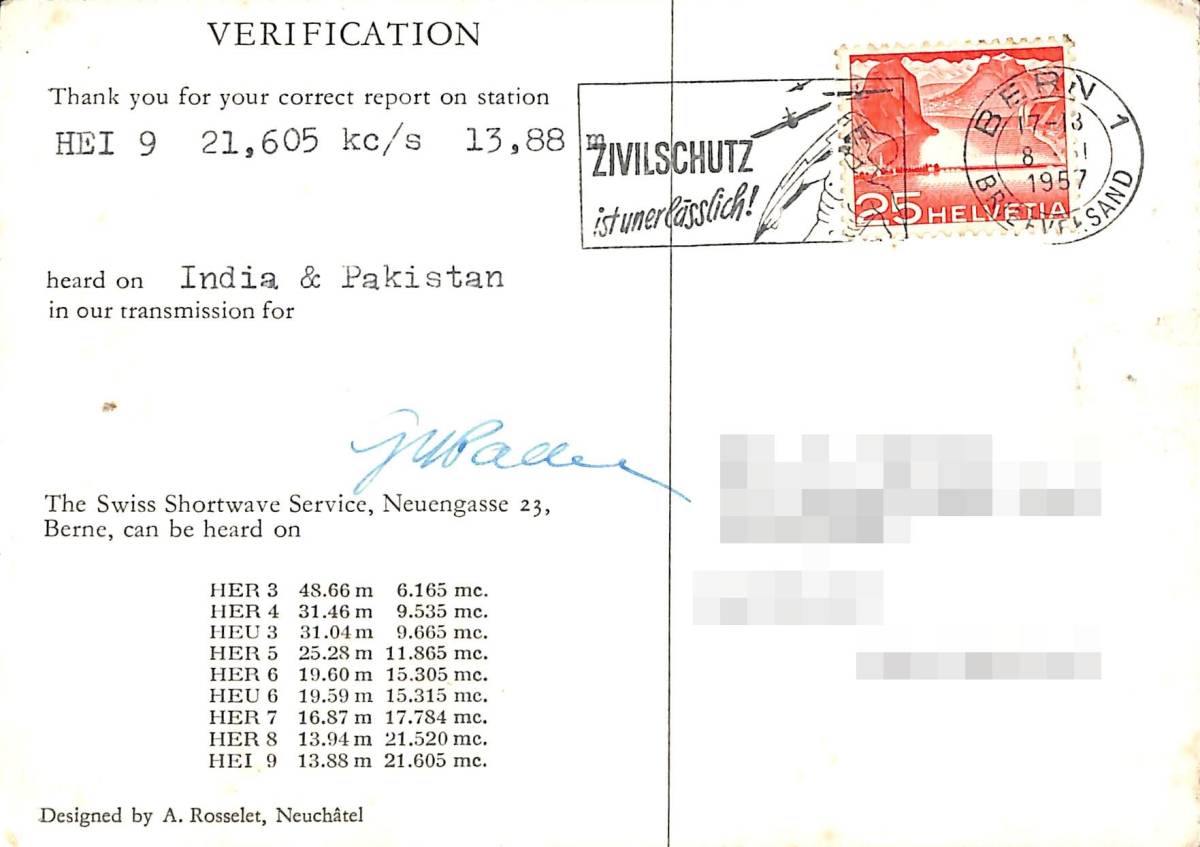 VERIFICATION
Thank you for your correct report on station
HEI 9 21,605 kc/s 13,88 m
heard on India & Pakistan
in our transmission for
The Swiss Shortwave Service, Neuengasse 23,
Berne, can be heard on
HER 3 48.66 m 6.165 mc.
HER 4 31.46 m 9.535 mc.
HEU 3 31.04 m 9.665 mc.
HER 5 25.28 m 11.865 mc.
HER 6 19.60 m 15.305 mc.
HEU 6 19.59 m 15.315 mc.
HER 7 16.87 m 17.784 mc.
HER 8 13.94 m 21.520 mc.
HEI 9 13.88 m 21.605 mc.
Designed by A. Rosselet, Neuchâtel
ZIVILSCHUTZ
ist unerlässlich!
25 HELVETIA
BERN 1
8
1957